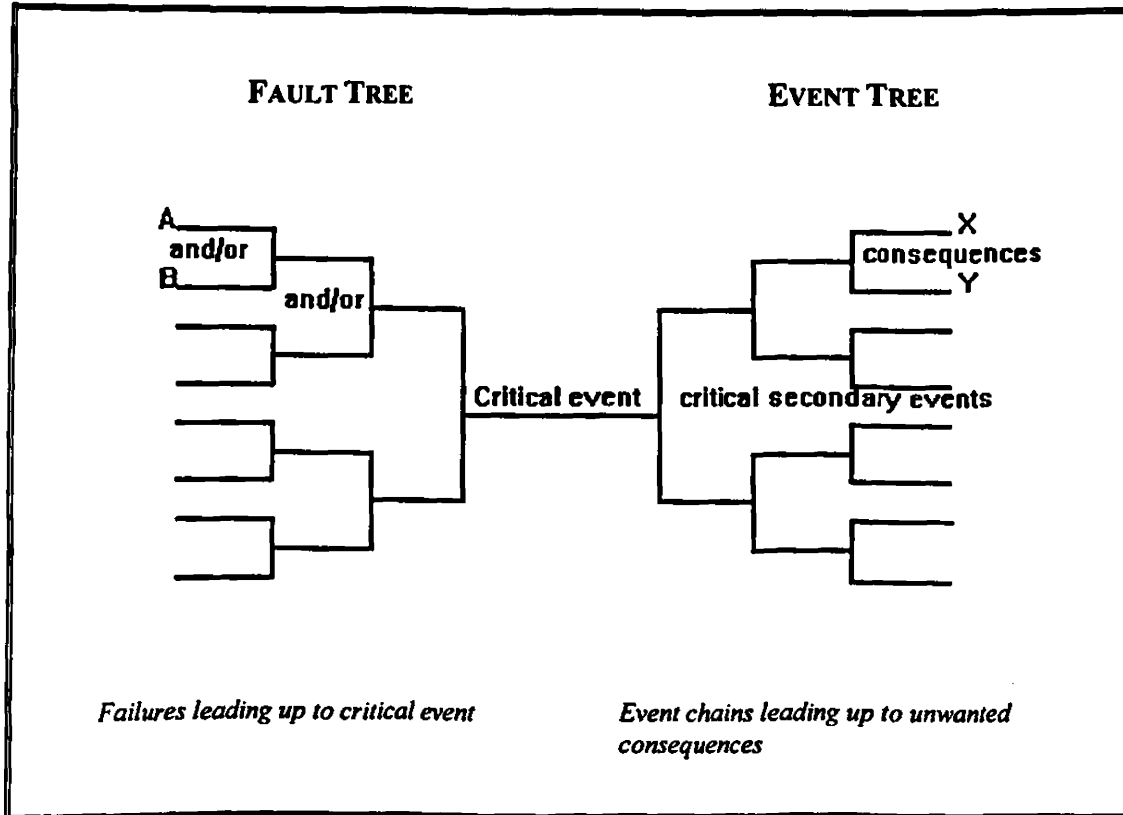 FAULT TREE
EVENT TREE
A
and/or
B
and/or
X
consequences
Y
Critical event
critical secondary events
Failures leading up to critical event
Event chains leading up to unwanted
consequences